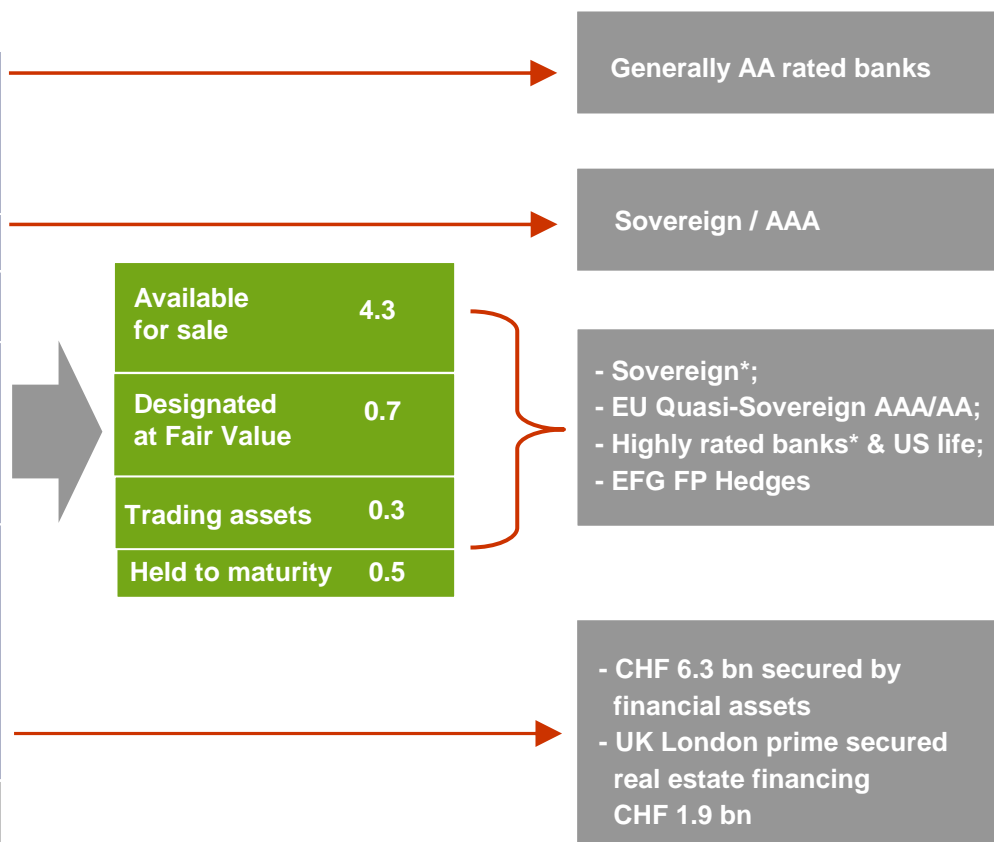 Generally AA rated banks
Sovereign / AAA
Available
for sale
4.3
Designated
at Fair Value
0.7
Trading assets
0.3
Held to maturity
0.5
- Sovereign*;
- EU Quasi-Sovereign AAA/AA;
- Highly rated banks* & US life;
- EFG FP Hedges
- CHF 6.3 bn secured by
financial assets
- UK London prime secured
real estate financing
CHF 1.9 bn